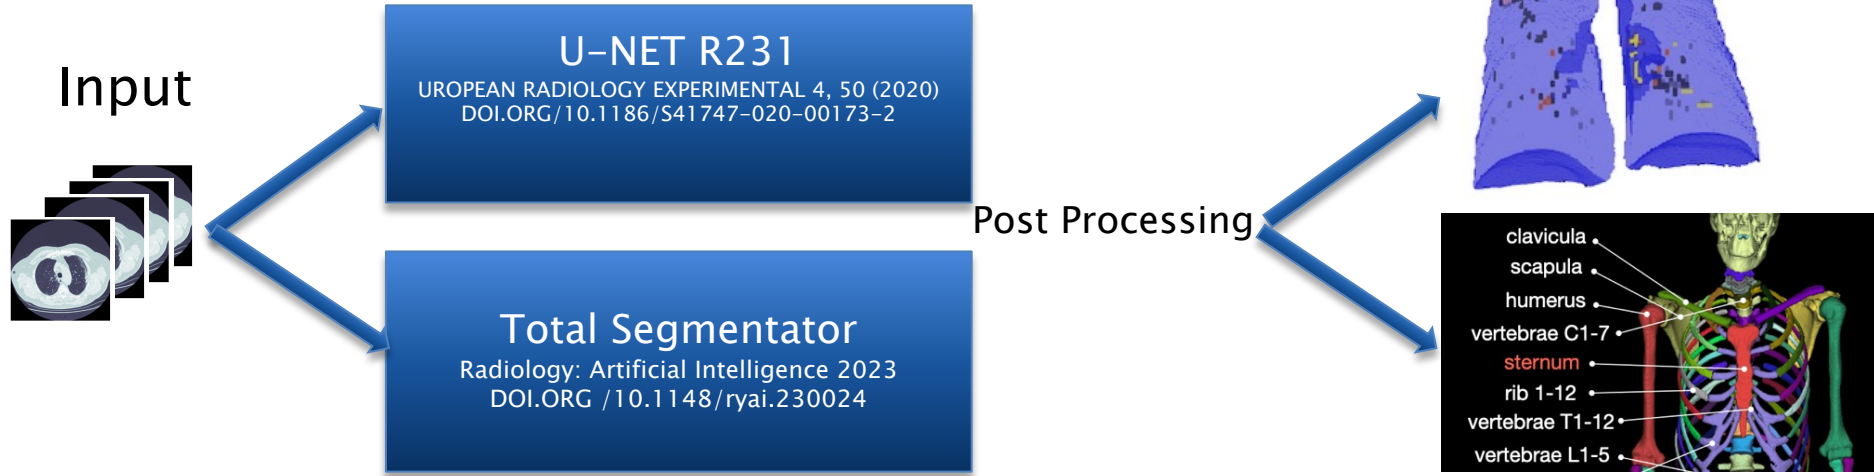 Input
U-NET R231
UROPEAN RADIOLOGY EXPERIMENTAL 4, 50 (2020)
DOI.ORG/10.1186/S41747-020-00173-2
Total Segmentator
Radiology: Artificial Intelligence 2023
DOI.ORG /10.1148/ryai.230024
Post Processing
clavicula
scapula
humerus
vertebrae C1-7
sternum
rib 1-12
vertebrae T1-12
vertebrae L1-5